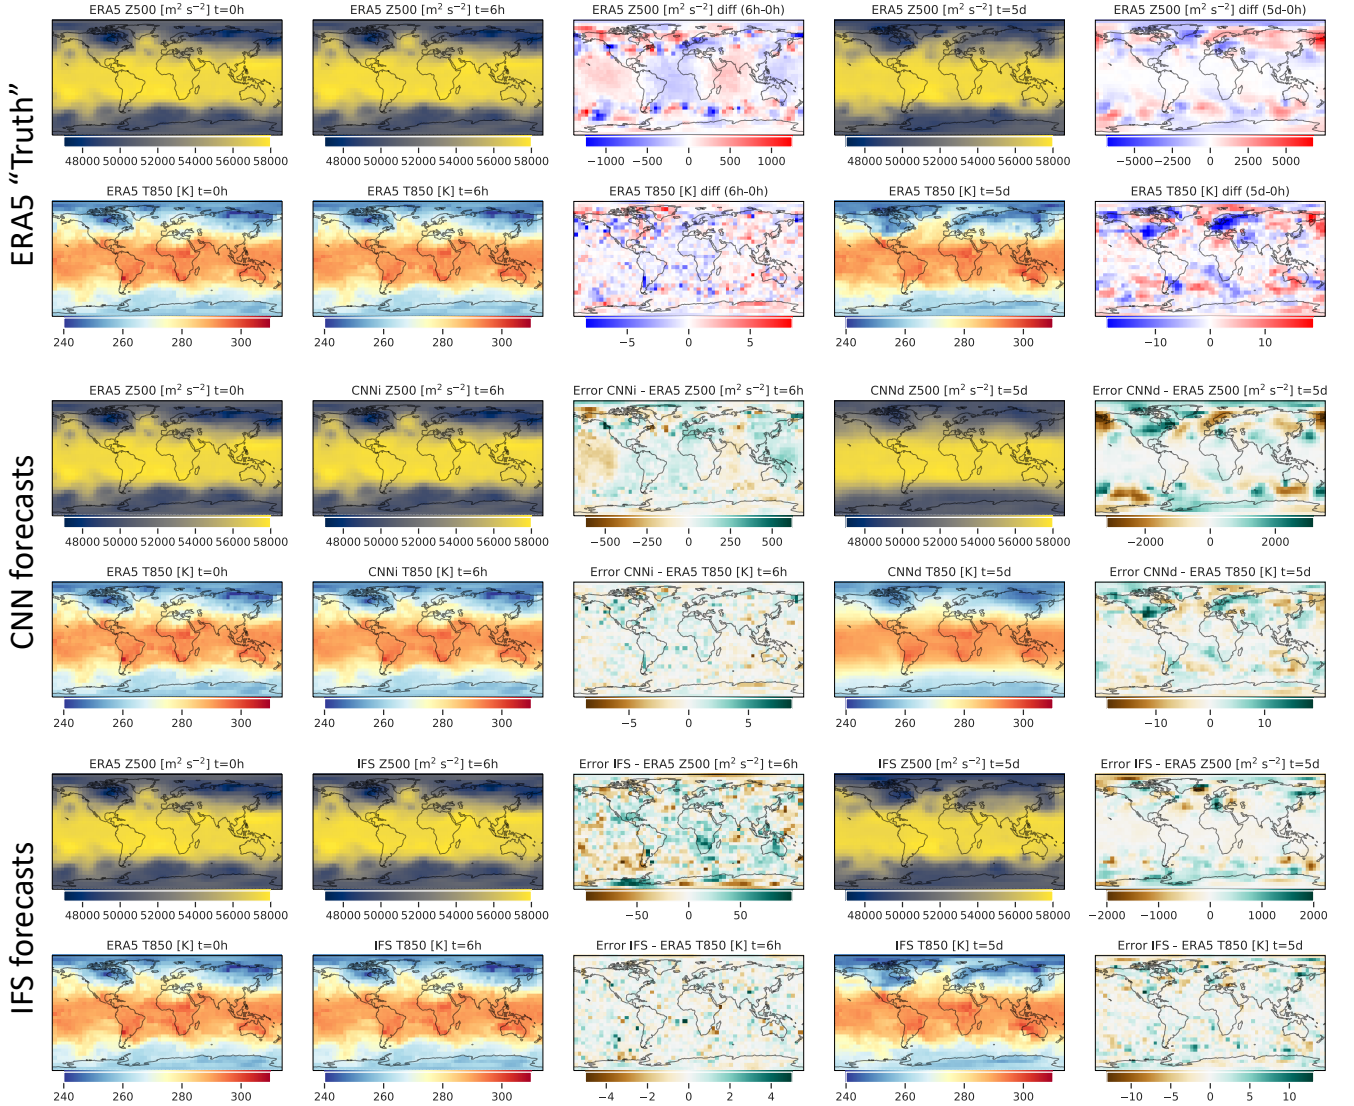 ERA5 “Truth”
ERA5 Z500 [m² s⁻²] t=0h
ERA5 Z500 [m² s⁻²] t=6h
ERA5 Z500 [m² s⁻²] diff (6h-0h)
ERA5 Z500 [m² s⁻²] t=5d
ERA5 Z500 [m² s⁻²] diff (5d-0h)
48000 50000 52000 54000 56000 58000
48000 50000 52000 54000 56000 58000
−1000 −500 0 500 1000
48000 50000 52000 54000 56000 58000
−5000 −2500 0 2500 5000
ERA5 T850 [K] t=0h
ERA5 T850 [K] t=6h
ERA5 T850 [K] diff (6h-0h)
ERA5 T850 [K] t=5d
ERA5 T850 [K] diff (5d-0h)
240 260 280 300
240 260 280 300
−5 0 5
240 260 280 300
−10 0 10
CNN forecasts
ERA5 Z500 [m² s⁻²] t=0h
CNNi Z500 [m² s⁻²] t=6h
Error CNNi - ERA5 Z500 [m² s⁻²] t=6h
CNNd Z500 [m² s⁻²] t=5d
Error CNNd - ERA5 Z500 [m² s⁻²] t=5d
48000 50000 52000 54000 56000 58000
48000 50000 52000 54000 56000 58000
−500 −250 0 250 500
48000 50000 52000 54000 56000 58000
−2000 0 2000
ERA5 T850 [K] t=0h
CNNi T850 [K] t=6h
Error CNNi - ERA5 T850 [K] t=6h
CNNd T850 [K] t=5d
Error CNNd - ERA5 T850 [K] t=5d
240 260 280 300
240 260 280 300
−5 0 5
240 260 280 300
−10 0 10
IFS forecasts
ERA5 Z500 [m² s⁻²] t=0h
IFS Z500 [m² s⁻²] t=6h
Error IFS - ERA5 Z500 [m² s⁻²] t=6h
IFS Z500 [m² s⁻²] t=5d
Error IFS - ERA5 Z500 [m² s⁻²] t=5d
48000 50000 52000 54000 56000 58000
48000 50000 52000 54000 56000 58000
−50 0 50
48000 50000 52000 54000 56000 58000
−2000 −1000 0 1000 2000
ERA5 T850 [K] t=0h
IFS T850 [K] t=6h
Error IFS - ERA5 T850 [K] t=6h
IFS T850 [K] t=5d
Error IFS - ERA5 T850 [K] t=5d
240 260 280 300
240 260 280 300
−4 −2 0 2 4
240 260 280 300
−10 −5 0 5 10